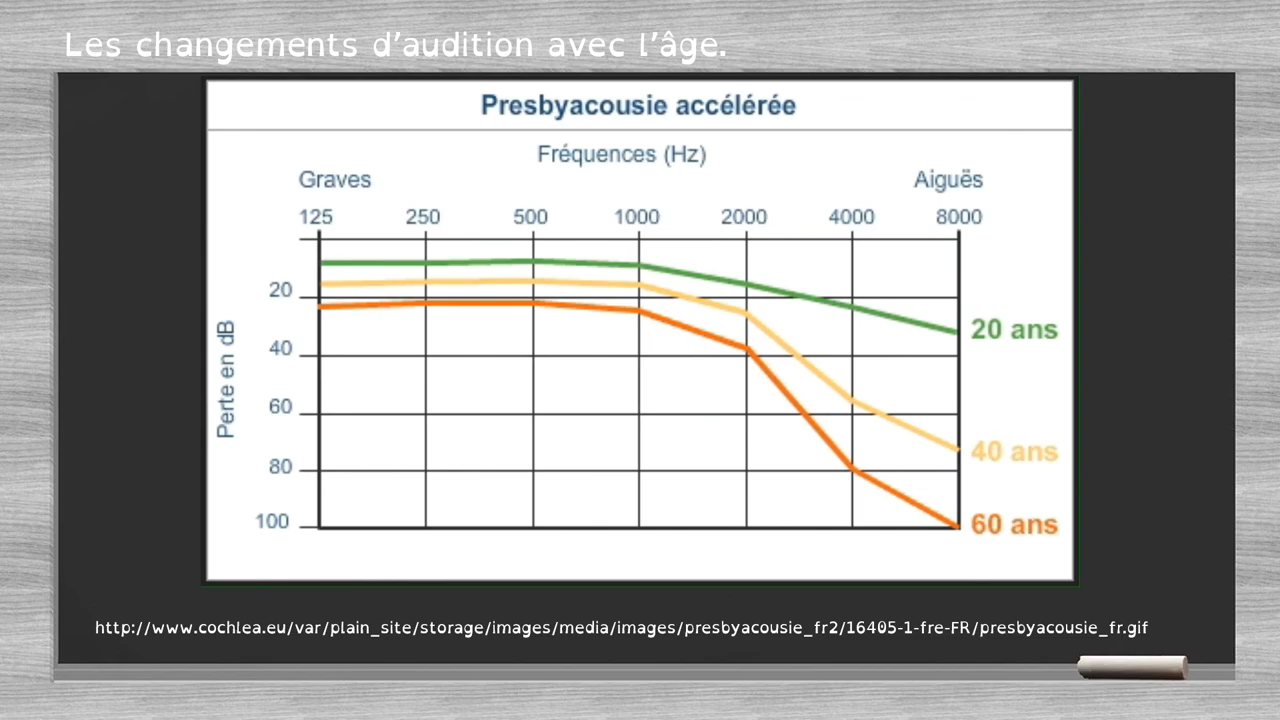 Les changements d’audition avec l’âge.
Presbyacousie accélérée
Fréquences (Hz)
Graves Aiguës
125 250 500 1000 2000 4000 8000
20
40
60
80
100
Perte en dB
20 ans
40 ans
60 ans
http://www.cochlea.eu/var/plain_site/storage/images/media/images/presbyacousie_fr2/16405-1-fre-FR/presbyacousie_fr.gif